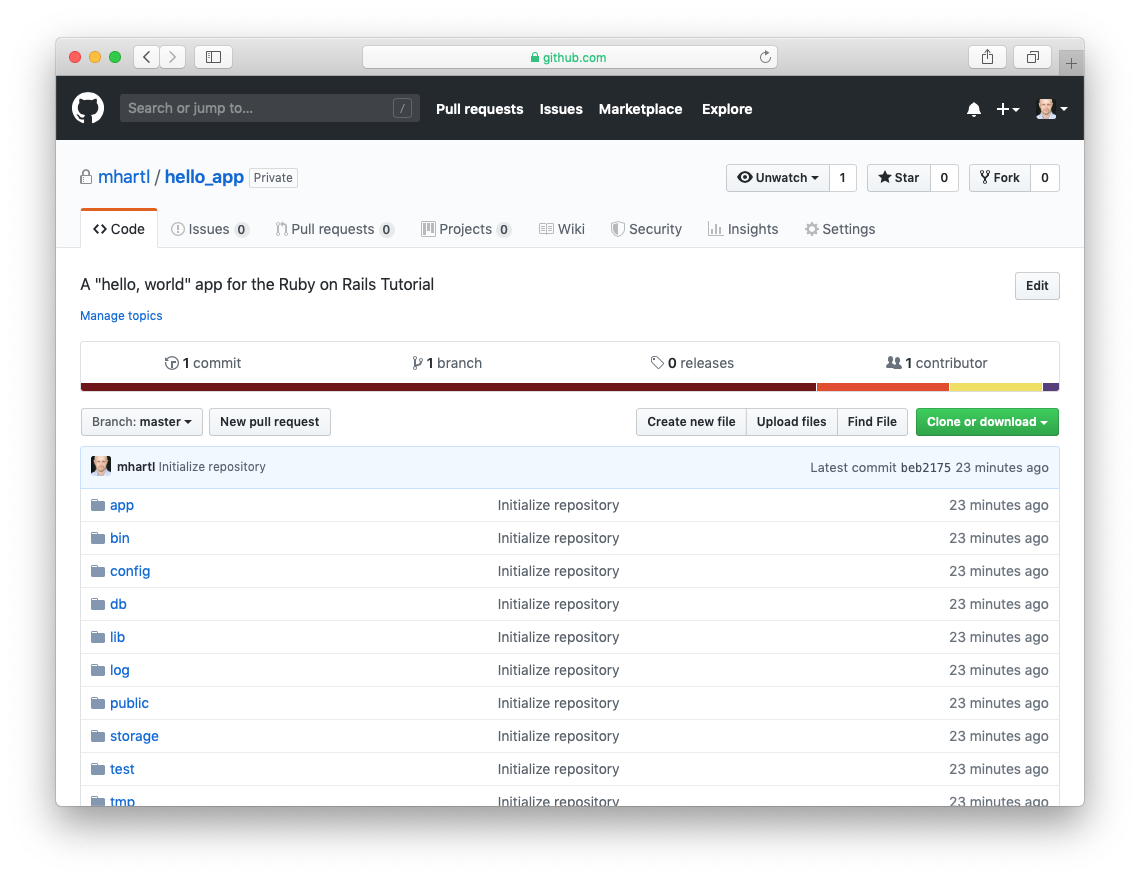 github.com
Search or jump to... / Pull requests Issues Marketplace Explore
mhartl / hello_app Private Unwatch 1 Star 0 Fork 0
Code Issues 0 Pull requests 0 Projects 0 Wiki Security Insights Settings
A "hello, world" app for the Ruby on Rails Tutorial Edit
Manage topics
1 commit 1 branch 0 releases 1 contributor
Branch: master New pull request Create new file Upload files Find File Clone or download
mhartl Initialize repository Latest commit beb2175 23 minutes ago
app Initialize repository 23 minutes ago
bin Initialize repository 23 minutes ago
config Initialize repository 23 minutes ago
db Initialize repository 23 minutes ago
lib Initialize repository 23 minutes ago
log Initialize repository 23 minutes ago
public Initialize repository 23 minutes ago
storage Initialize repository 23 minutes ago
test Initialize repository 23 minutes ago
tmp Initialize repository 23 minutes ago